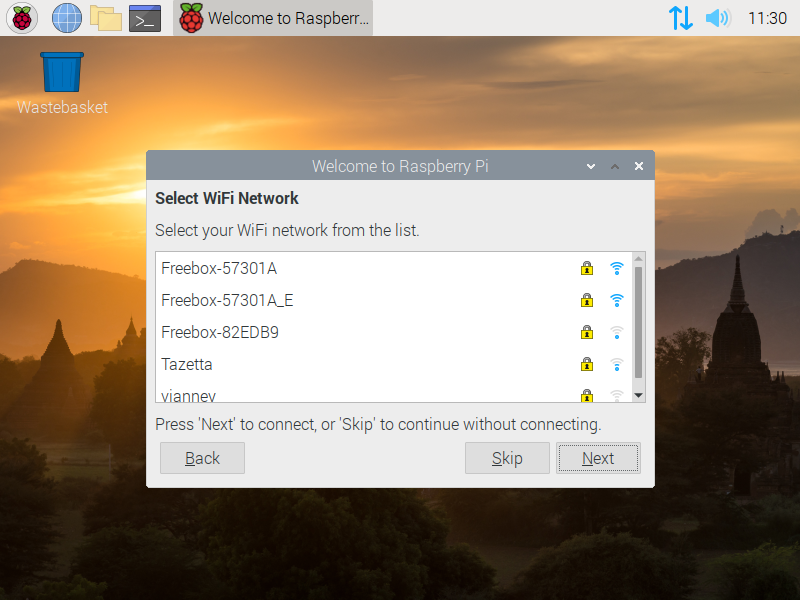 Welcome to Raspberr...
11:30
Wastebasket
Welcome to Raspberry Pi
Select WiFi Network
Select your WiFi network from the list.
Freebox-57301A
Freebox-57301A_E
Freebox-82EDB9
Tazetta
vianney
Press 'Next' to connect, or 'Skip' to continue without connecting.
Back
Skip
Next